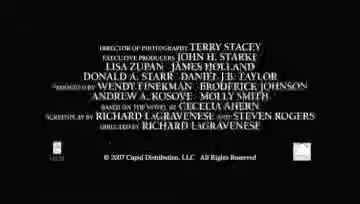 DIRECTOR OF PHOTOGRAPHY TERRY STACEY
EXECUTIVE PRODUCERS JOHN H. STARKE
LISA ZUPAN JAMES HOLLAND
DONALD A. STARR DANIEL J.B. TAYLOR
PRODUCED BY WENDY FINERMAN BRODERICK JOHNSON
ANDREW A. KOSOVE MOLLY SMITH
BASED ON THE NOVEL BY CECELIA AHERN
SCREENPLAY BY RICHARD LAGRAVENESE AND STEVEN ROGERS
DIRECTED BY RICHARD LAGRAVENESE
© 2007 Capital Distribution, LLC All Rights Reserved